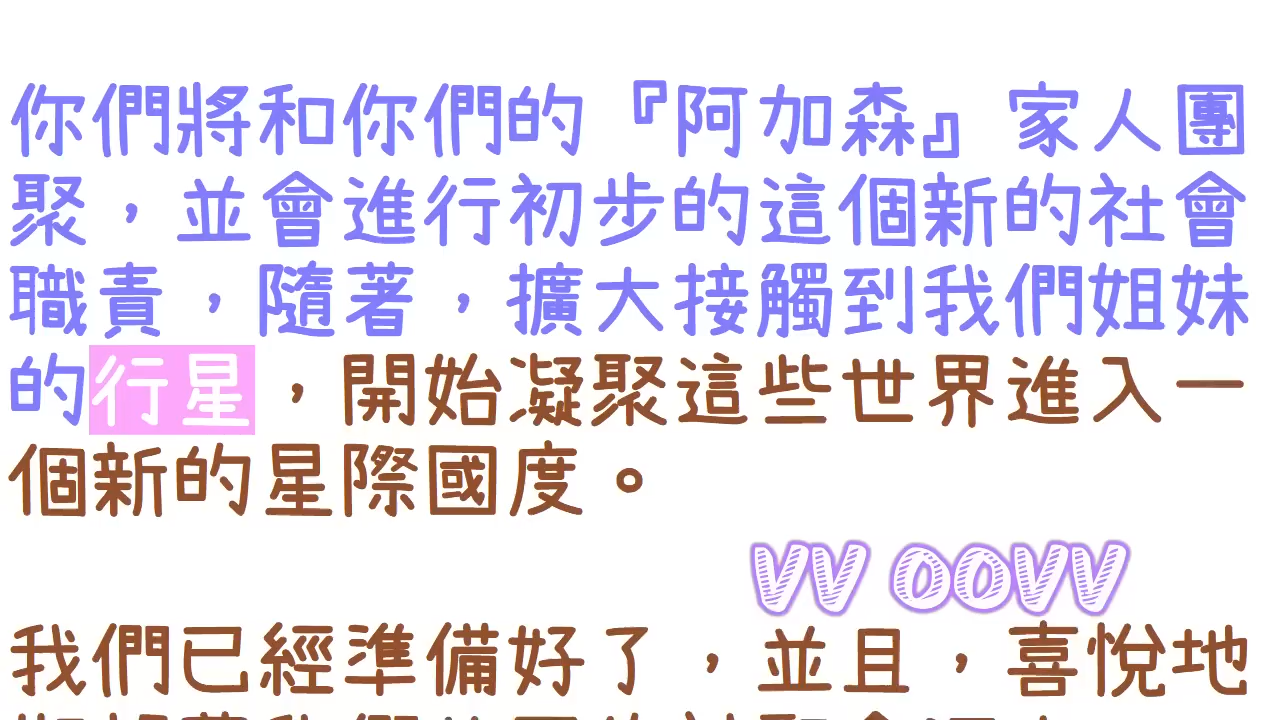 你們將和你們的『阿加森』家人團
聚，並會進行初步的這個新的社會
職責，隨著，擴大接觸到我們姐妹
的行星，開始凝聚這些世界進入一
個新的星際國度。
VV OOVV
我們已經準備好了，並且，喜悅地